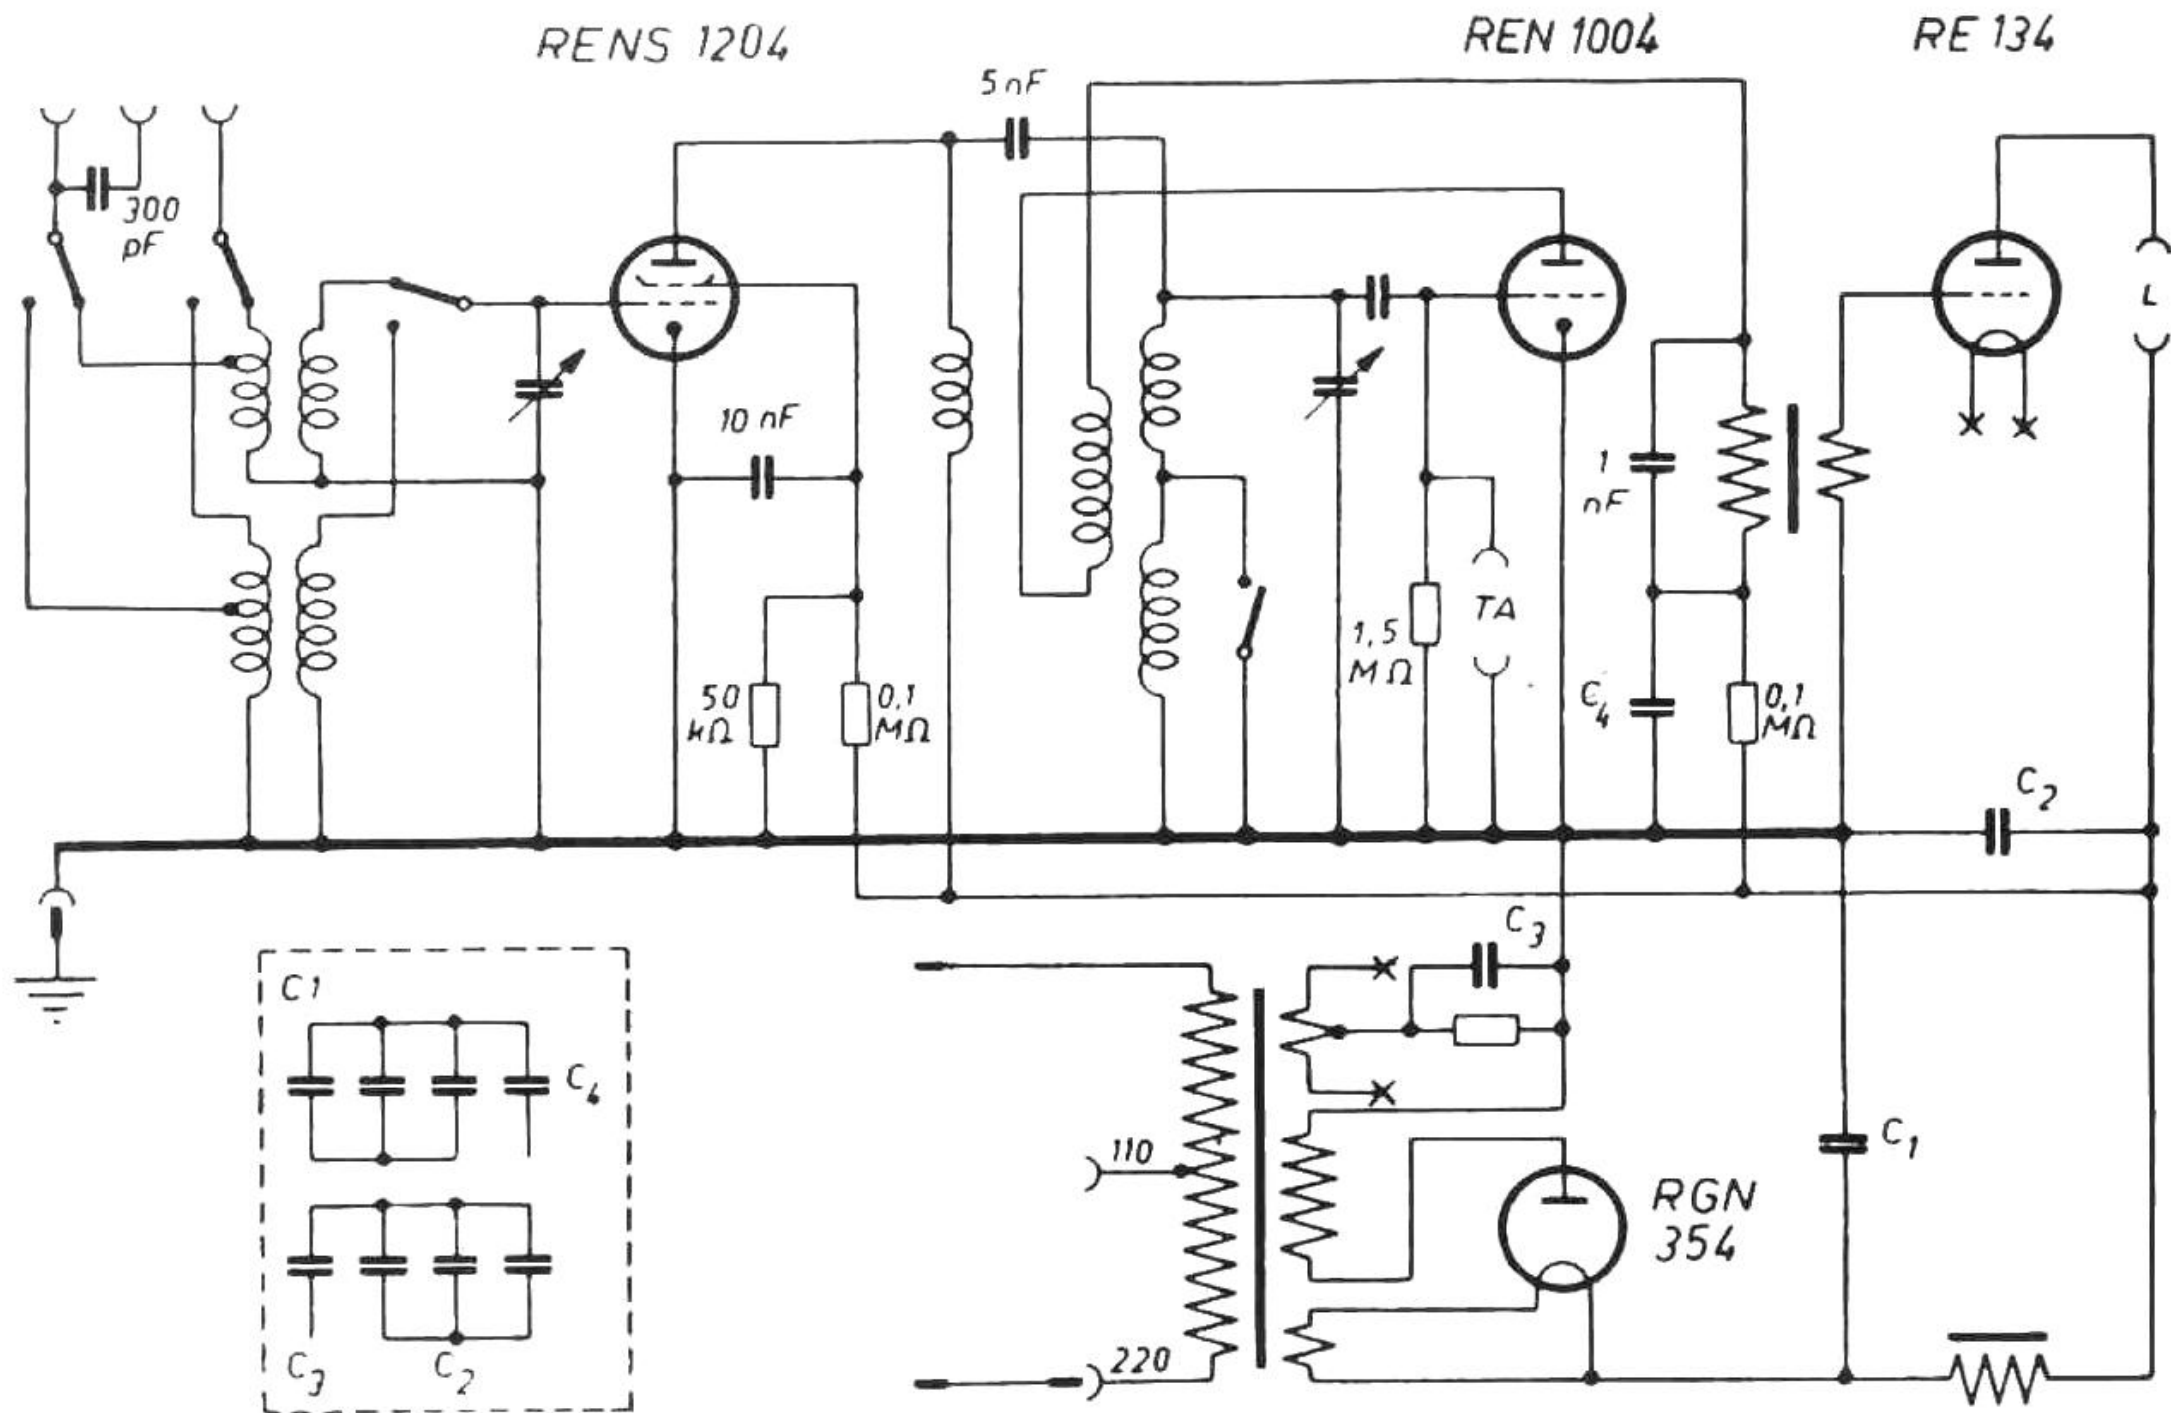 RENS 1204
REN 1004
RE 134
5 nF
300
pF
L
10 nF
1
nF
TA
1,5
MΩ
50
kΩ
0,1
MΩ
C4
0,1
MΩ
C2
C3
C1
C4
110
C1
RGN
354
C3
C2
220